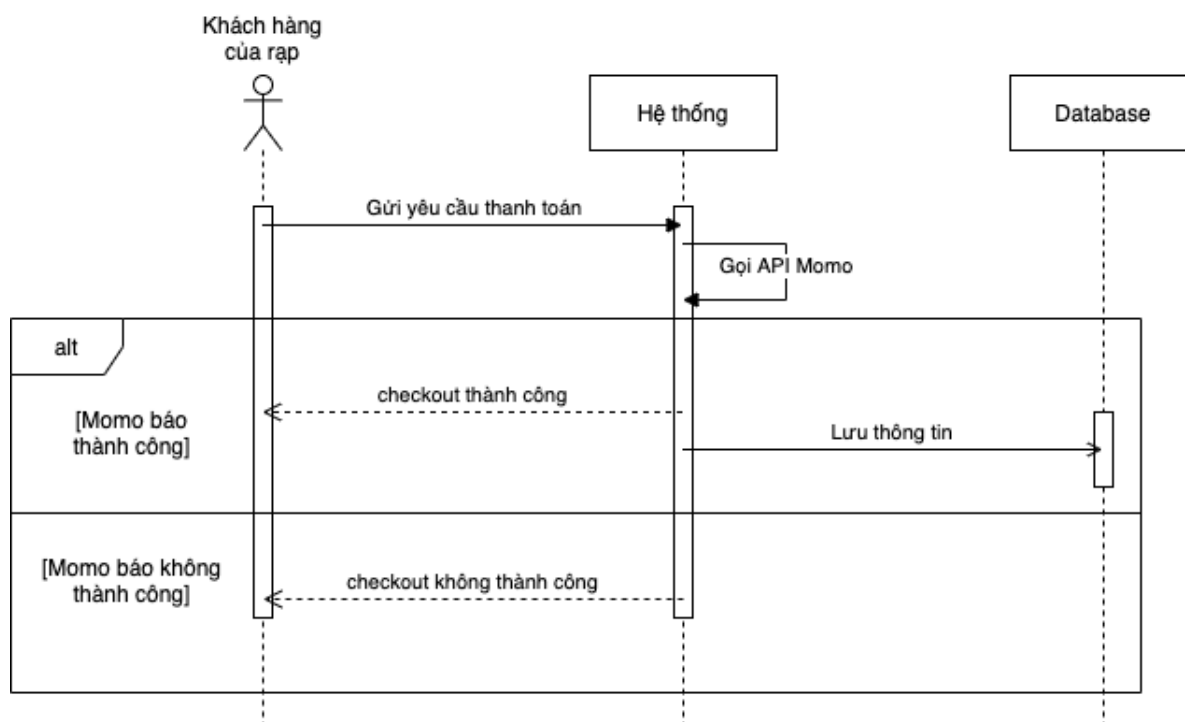 Khách hàng
của rạp
Hệ thống
Database
Gửi yêu cầu thanh toán
Gọi API Momo
alt
checkout thành công
[Momo báo
thành công]
Lưu thông tin
[Momo báo không
thành công]
checkout không thành công